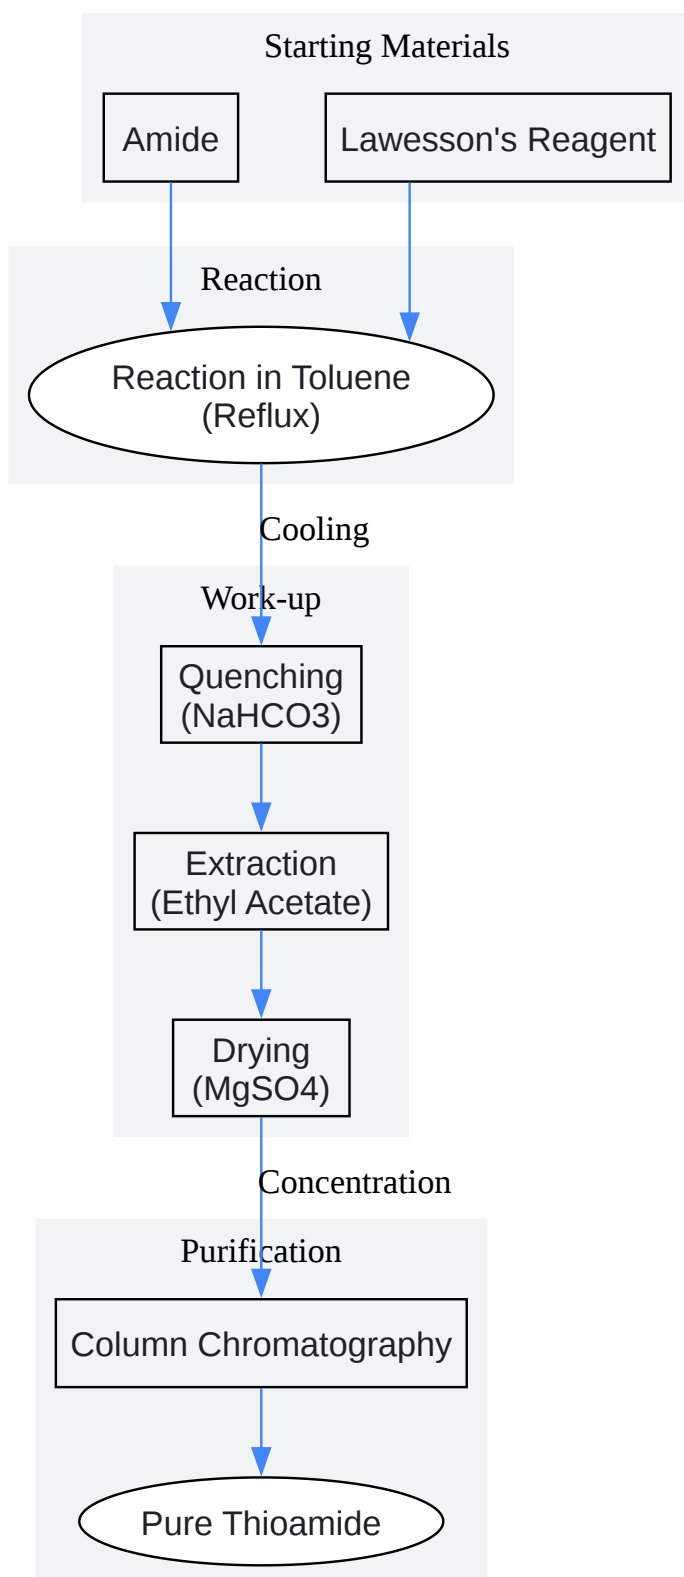 Starting Materials
Amide
Lawesson's Reagent
Reaction
Reaction in Toluene
(Reflux)
Cooling
Work-up
Quenching
(NaHCO3)
Extraction
(Ethyl Acetate)
Drying
(MgSO4)
Concentration
Purification
Column Chromatography
Pure Thioamide